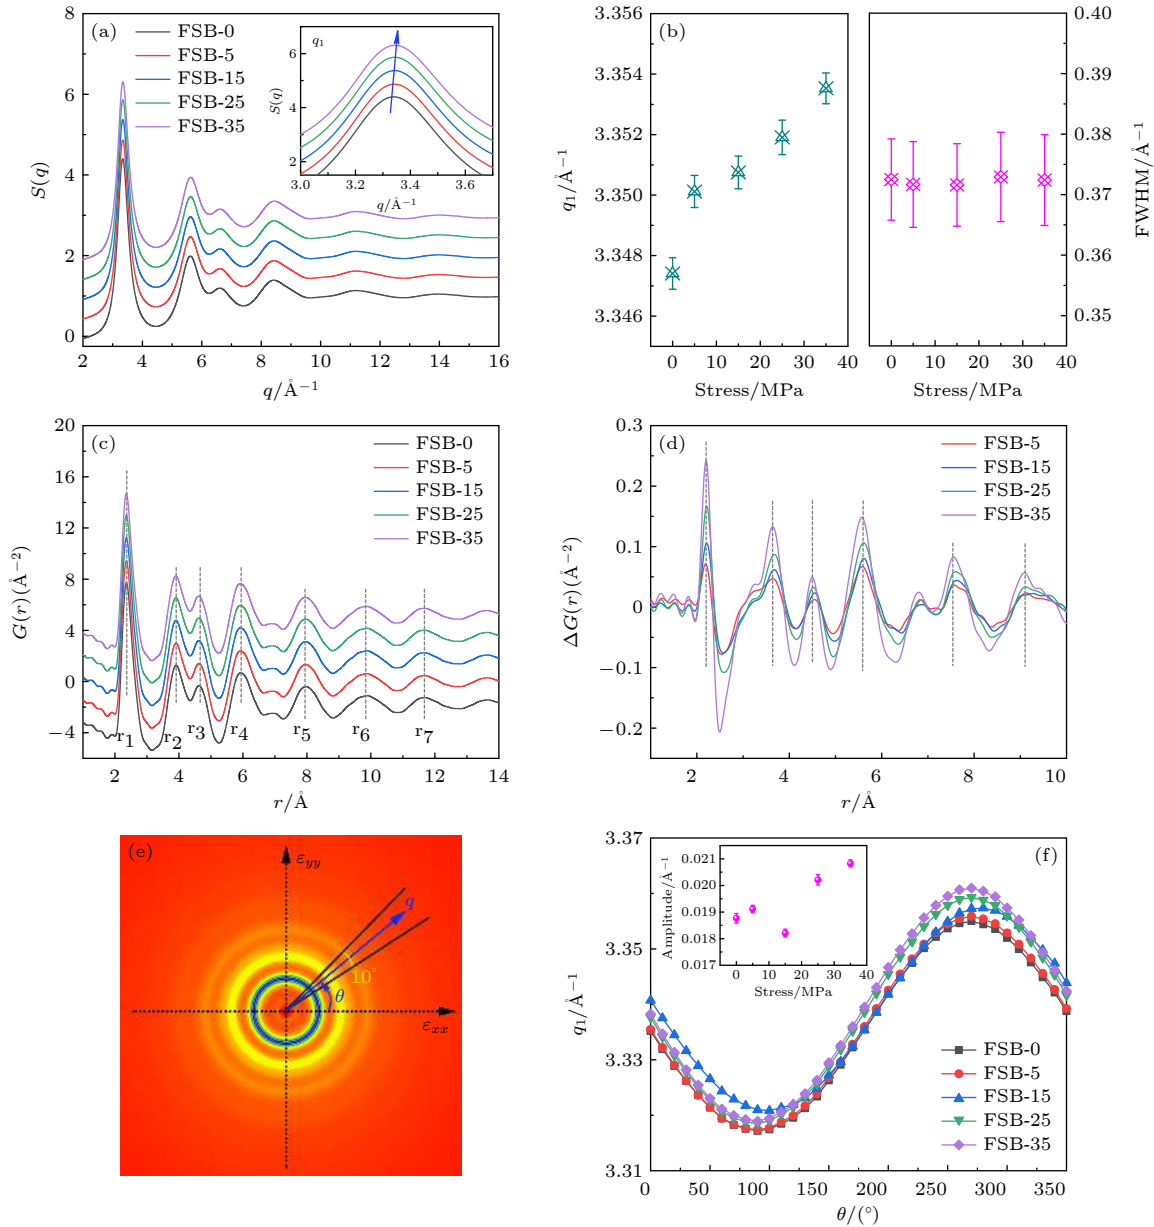 (a)
FSB-0
FSB-5
FSB-15
FSB-25
FSB-35
S(q)
8
6
4
2
0
2 4 6 8 10 12 14 16
q/Å⁻¹
q₁
S(q)
6
4
2
3.0 3.2 3.4 3.6
q/Å⁻¹
(b)
q₁/Å⁻¹
3.356
3.354
3.352
3.350
3.348
3.346
0 10 20 30 40
Stress/MPa
0 10 20 30 40
Stress/MPa
0.40
0.39
0.38
0.37
0.36
0.35
FWHM/Å⁻¹
(c)
FSB-0
FSB-5
FSB-15
FSB-25
FSB-35
G(r)(Å⁻²)
20
16
12
8
4
0
−4
r₁ r₂ r₃ r₄ r₅ r₆ r₇
2 4 6 8 10 12 14
r/Å
(d)
FSB-5
FSB-15
FSB-25
FSB-35
ΔG(r)(Å⁻²)
0.3
0.2
0.1
0
−0.1
−0.2
2 4 6 8 10
r/Å
(e)
εyy
q
10°
θ
εxx
(f)
q₁/Å⁻¹
3.37
3.35
3.33
3.31
0 50 100 150 200 250 300 350
θ/(°)
Amplitude/Å⁻¹
0.021
0.020
0.019
0.018
0.017
0 10 20 30 40
Stress/MPa
FSB-0
FSB-5
FSB-15
FSB-25
FSB-35